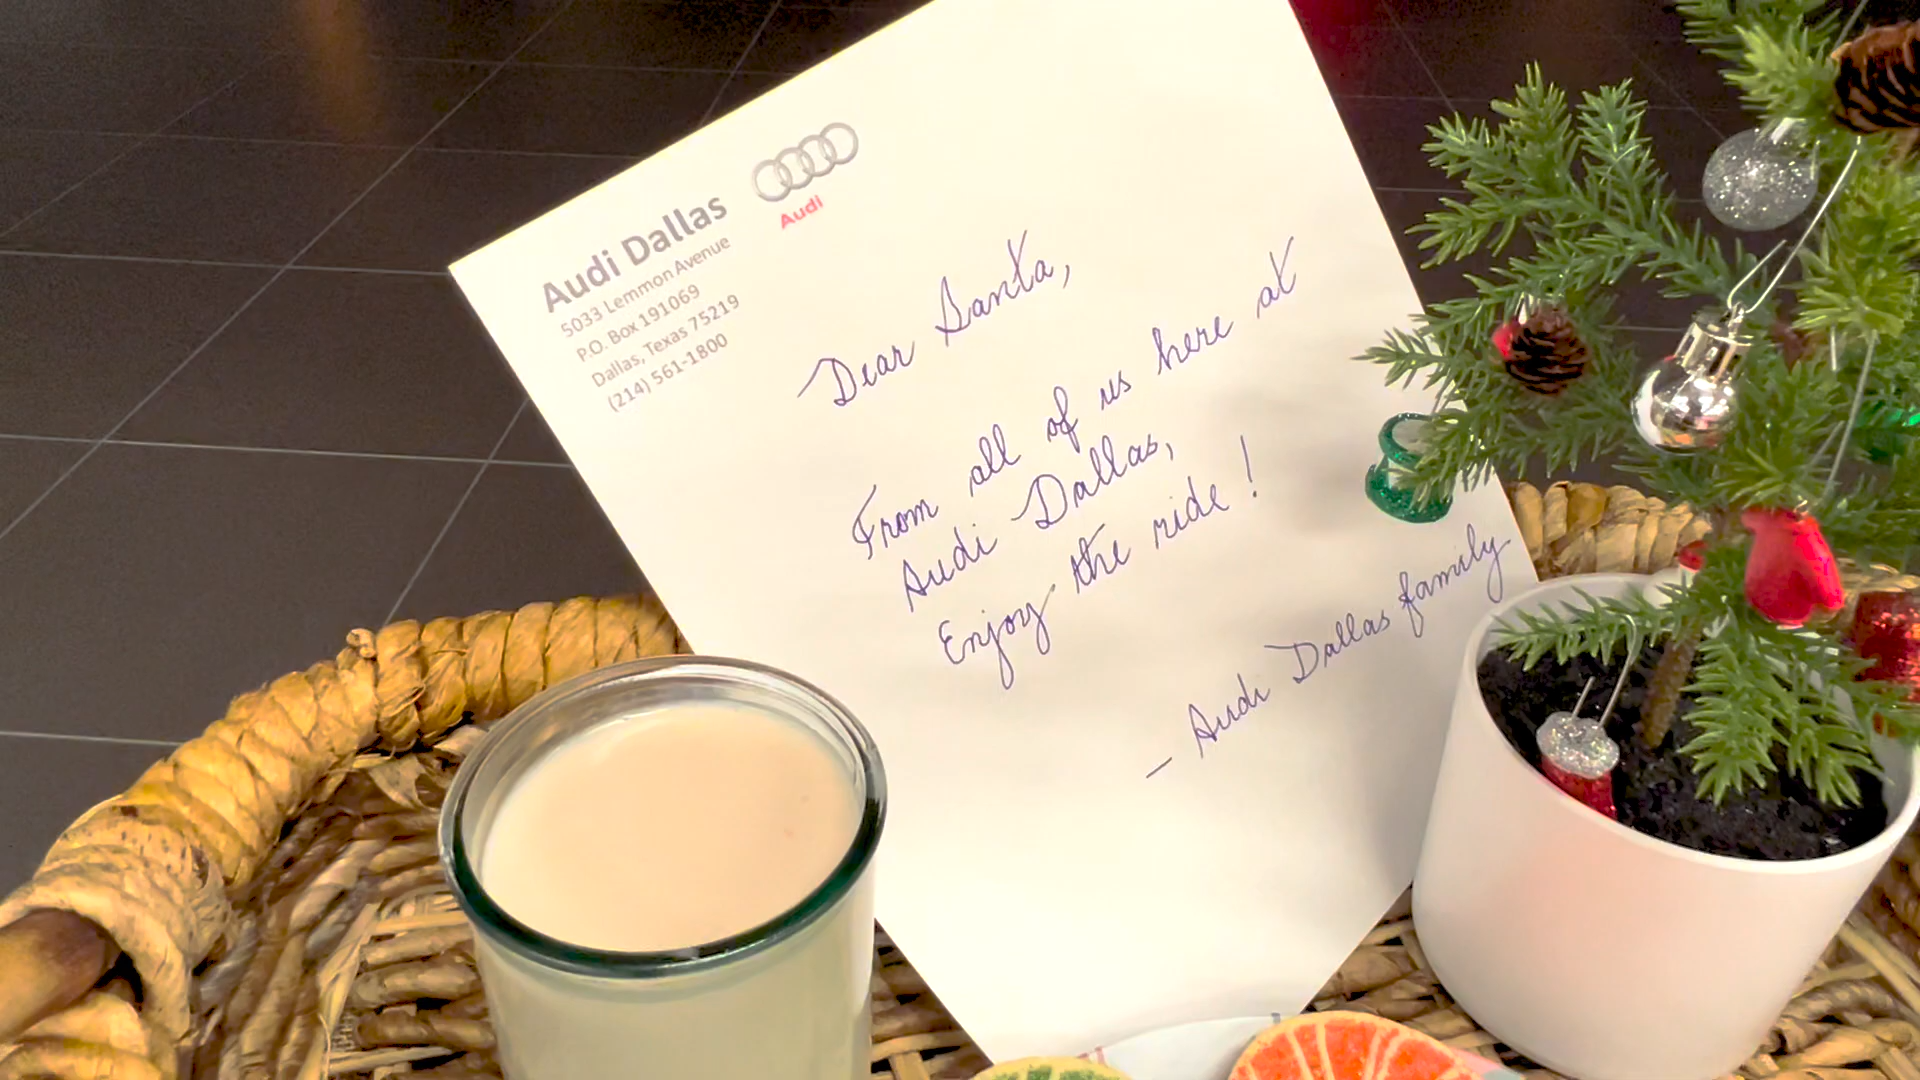 Audi Dallas
5033 Lemmon Avenue
P.O. Box 191069
Dallas, Texas 75219
(214) 561-1800
Audi
Dear Santa,
From all of us here at
Audi Dallas,
Enjoy the ride!
— Audi Dallas family